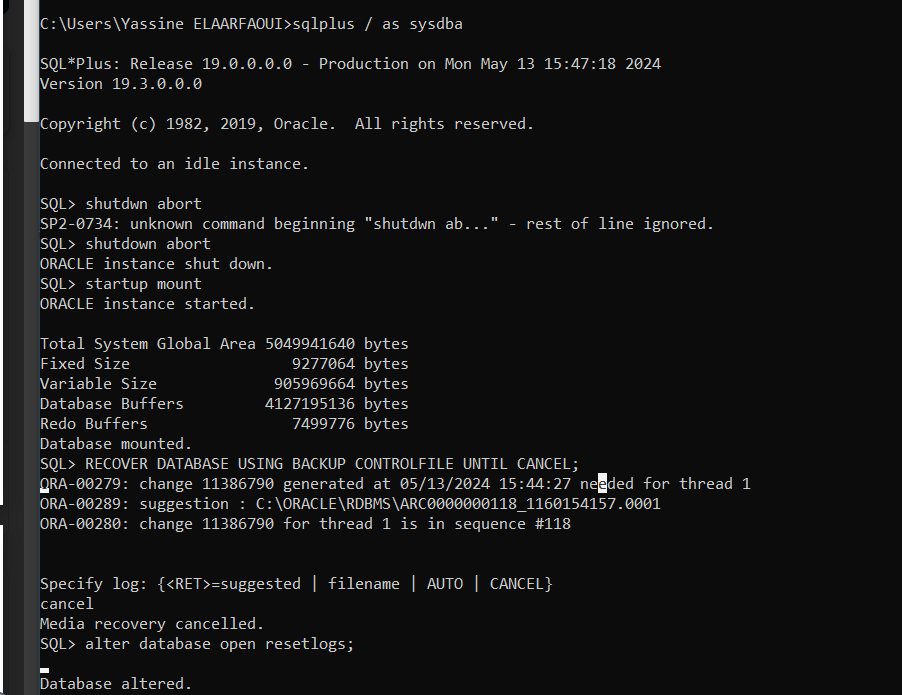 C:\Users\Yassine ELAARFAOUI>sqlplus / as sysdba
SQL*Plus: Release 19.0.0.0.0 - Production on Mon May 13 15:47:18 2024
Version 19.3.0.0.0
Copyright (c) 1982, 2019, Oracle.  All rights reserved.
Connected to an idle instance.
SQL> shutdwn abort
SP2-0734: unknown command beginning "shutdwn ab..." - rest of line ignored.
SQL> shutdown abort
ORACLE instance shut down.
SQL> startup mount
ORACLE instance started.
Total System Global Area 5049941640 bytes
Fixed Size                  9277064 bytes
Variable Size             905969664 bytes
Database Buffers         4127195136 bytes
Redo Buffers                7499776 bytes
Database mounted.
SQL> RECOVER DATABASE USING BACKUP CONTROLFILE UNTIL CANCEL;
ORA-00279: change 11386790 generated at 05/13/2024 15:44:27 needed for thread 1
ORA-00289: suggestion : C:\ORACLE\RDBMS\ARC0000000118_1160154157.0001
ORA-00280: change 11386790 for thread 1 is in sequence #118
Specify log: {<RET>=suggested | filename | AUTO | CANCEL}
cancel
Media recovery cancelled.
SQL> alter database open resetlogs;
Database altered.